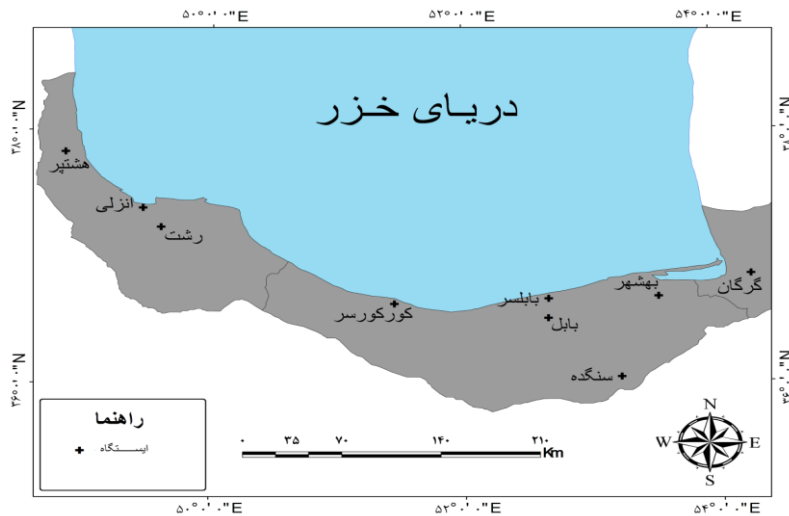 ۵۰°۰'۰"E
۵۲°۰'۰"E
۵۴°۰'۰"E
۳۸°۰'۰"N
۳۸°۰'۰"N
دریـای خـزر
هشتپر
انزلی
رشت
کورکورسر
بابلسر
بابل
بهشهر
گرگان
سنگده
۳۶°۰'۰"N
۳۶°۰'۰"N
راهنما
ایستگاه
۰ ۳۵ ۷۰ ۱۴۰ ۲۱۰
Km
N
W E
S
۵۰°۰'۰"E
۵۲°۰'۰"E
۵۴°۰'۰"E